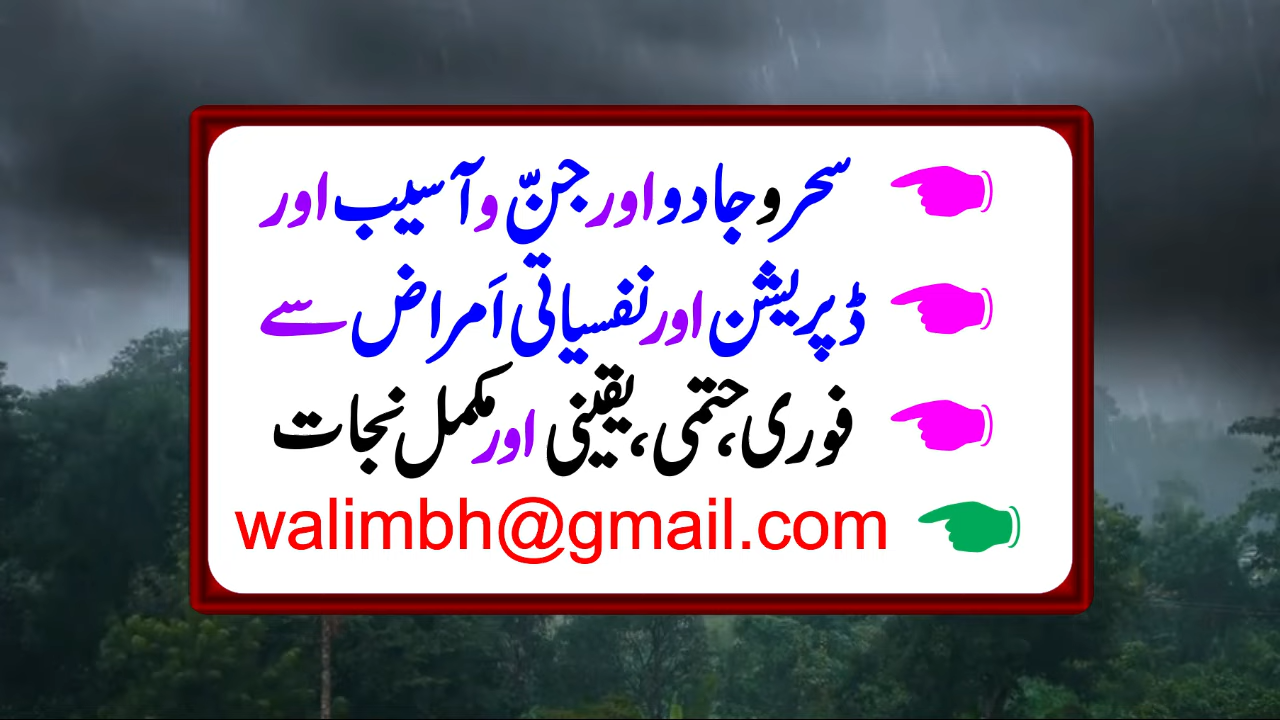 سحر و جادو اور جنّ و آسیب اور
ڈپریشن اور نفسیاتی اَمراض سے
فوری، حتمی، یقینی اور مکمل نجات
walimbh@gmail.com